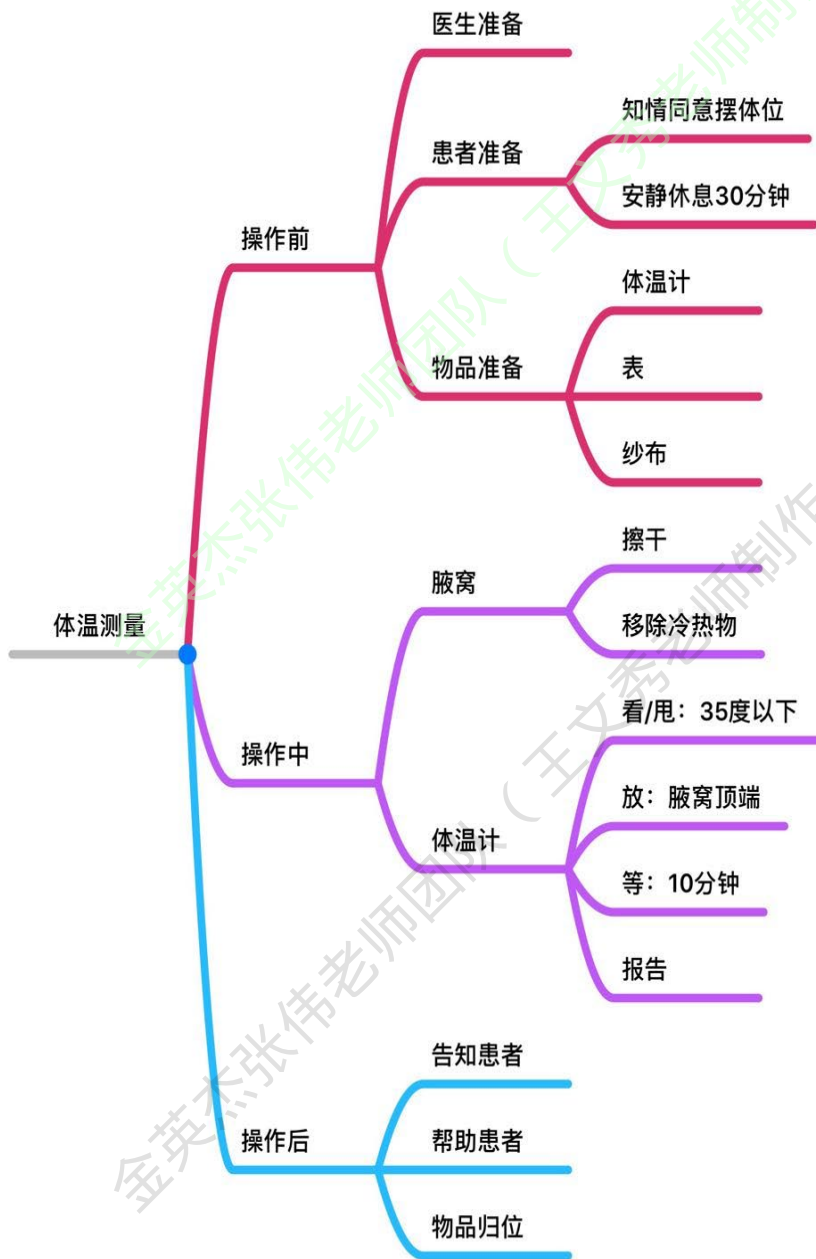 医生准备
知情同意摆体位
患者准备
安静休息30分钟
操作前
体温计
物品准备
表
纱布
擦干
腋窝
移除冷热物
体温测量
看/甩：35度以下
操作中
放：腋窝顶端
体温计
等：10分钟
报告
告知患者
操作后
帮助患者
物品归位
金英杰张伟老师团队（王文秀老师制
金英杰张伟老师团队（王文秀老师制作